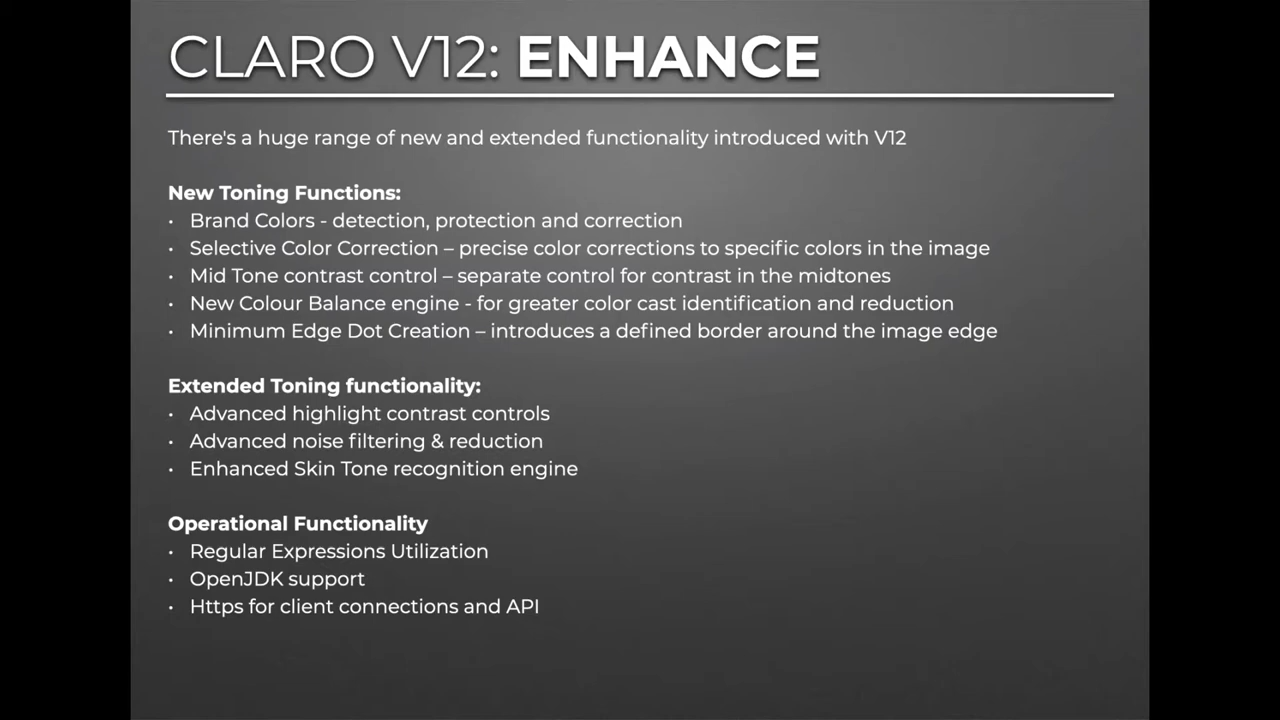 CLARO V12: ENHANCE
There's a huge range of new and extended functionality introduced with V12
New Toning Functions:
• Brand Colors - detection, protection and correction
• Selective Color Correction – precise color corrections to specific colors in the image
• Mid Tone contrast control – separate control for contrast in the midtones
• New Colour Balance engine - for greater color cast identification and reduction
• Minimum Edge Dot Creation – introduces a defined border around the image edge
Extended Toning functionality:
• Advanced highlight contrast controls
• Advanced noise filtering & reduction
• Enhanced Skin Tone recognition engine
Operational Functionality
• Regular Expressions Utilization
• OpenJDK support
• Https for client connections and API